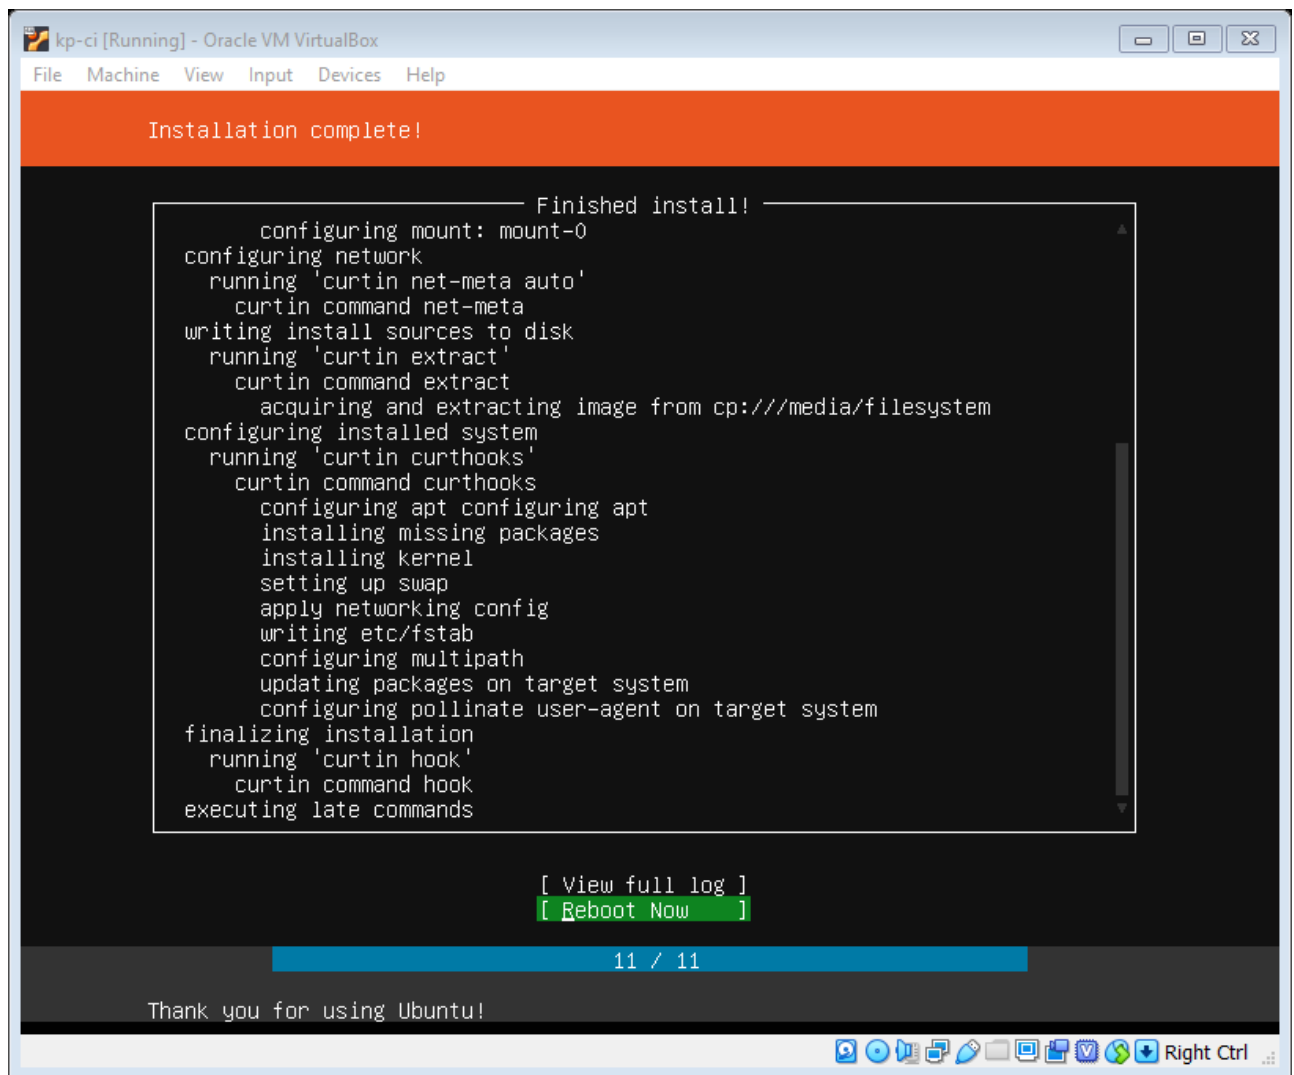 kp-ci [Running] - Oracle VM VirtualBox
File Machine View Input Devices Help
Installation complete!
Finished install!
configuring mount: mount-0
configuring network
running 'curtin net-meta auto'
curtin command net-meta
writing install sources to disk
running 'curtin extract'
curtin command extract
acquiring and extracting image from cp:///media/filesystem
configuring installed system
running 'curtin curthooks'
curtin command curthooks
configuring apt configuring apt
installing missing packages
installing kernel
setting up swap
apply networking config
writing etc/fstab
configuring multipath
updating packages on target system
configuring pollinate user-agent on target system
finalizing installation
running 'curtin hook'
curtin command hook
executing late commands
[ View full log ]
[ Reboot Now ]
11 / 11
Thank you for using Ubuntu!
Right Ctrl